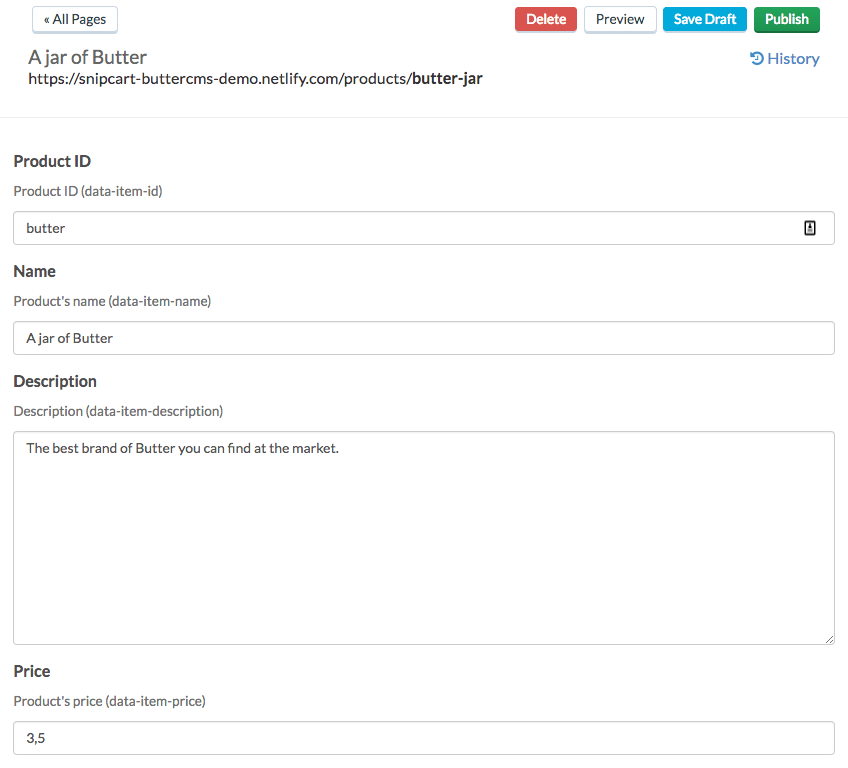 « All Pages
Delete
Preview
Save Draft
Publish
A jar of Butter
History
https://snipcart-buttercms-demo.netlify.com/products/butter-jar
Product ID
Product ID (data-item-id)
butter
Name
Product's name (data-item-name)
A jar of Butter
Description
Description (data-item-description)
The best brand of Butter you can find at the market.
Price
Product's price (data-item-price)
3,5